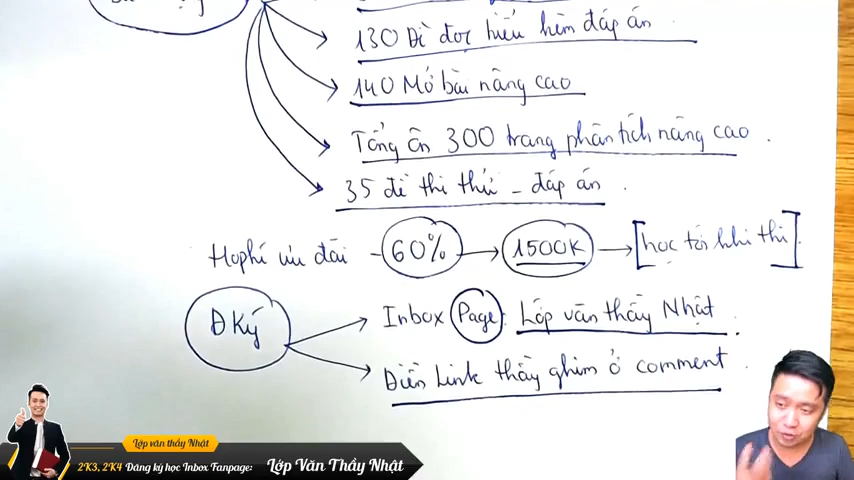 130 Đề đọc hiểu kèm đáp án
140 Mở bài nâng cao
Tổng ôn 300 trang phân tích nâng cao.
35 đề thi thử - đáp án.
Học phí ưu đãi - 60% → 1500K → [học tới khi thi].
Đ Ký
Inbox Page: Lớp văn thầy Nhật.
Điền Link thầy ghim ở comment.
Lớp văn thầy Nhật
2K3, 2K4 Đăng ký học Inbox Fanpage: Lớp Văn Thầy Nhật